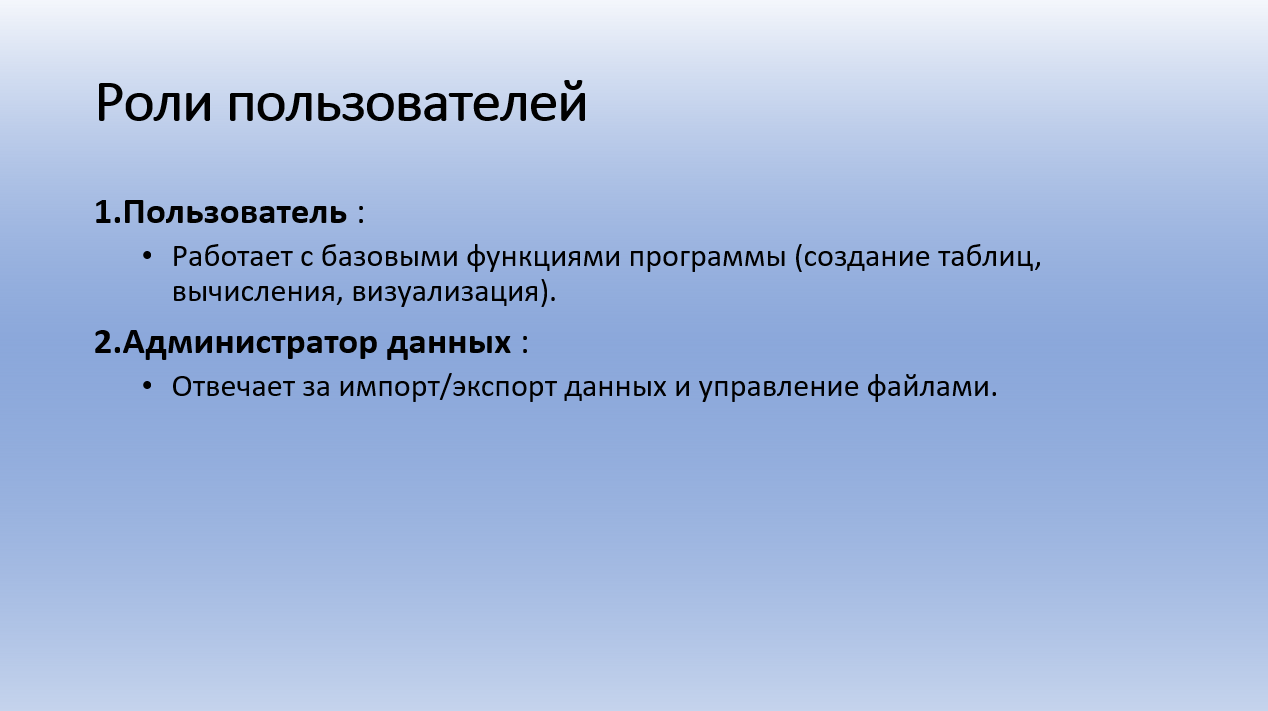 Роли пользователей
1.Пользователь :
• Работает с базовыми функциями программы (создание таблиц,
вычисления, визуализация).
2.Администратор данных :
• Отвечает за импорт/экспорт данных и управление файлами.